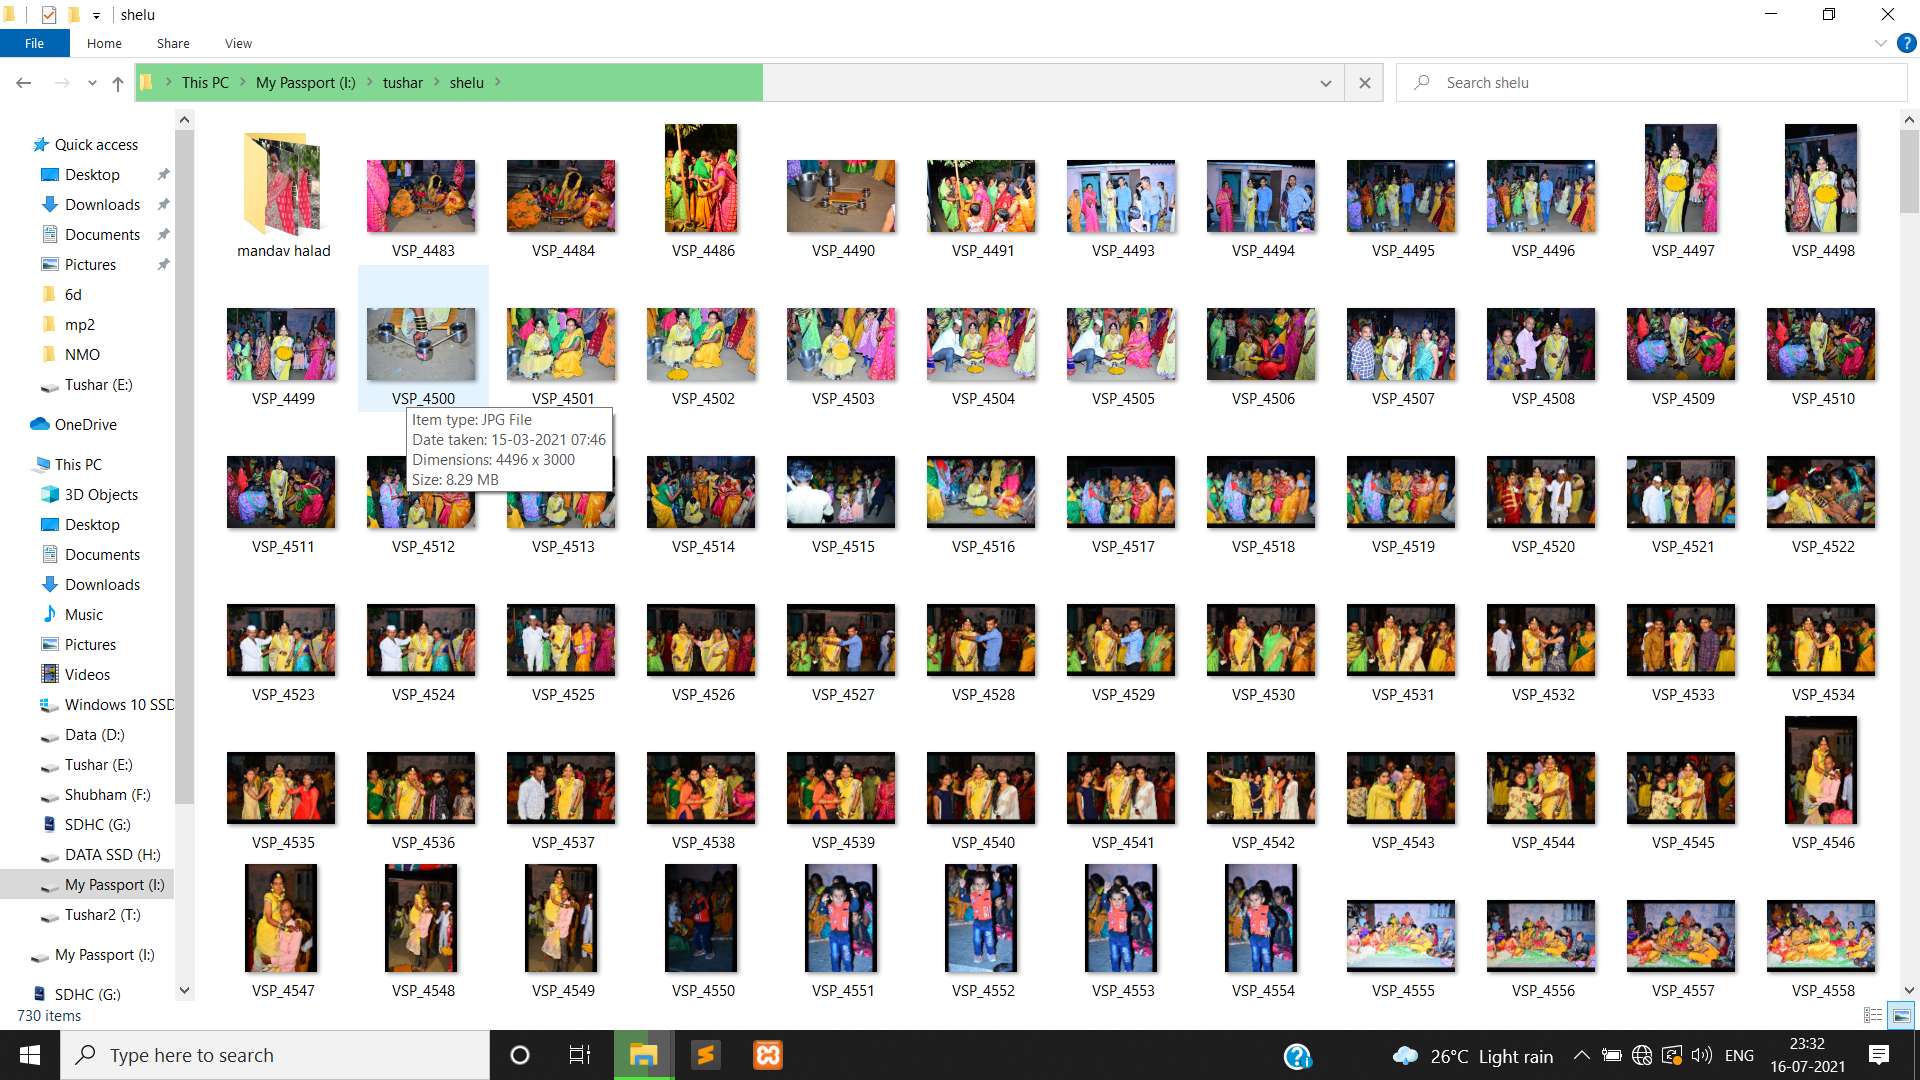 shelu
File Home Share View
This PC My Passport (I:) tushar shelu
Search shelu
Quick access
Desktop
Downloads
Documents
Pictures
6d
mp2
NMO
Tushar (E:)
OneDrive
This PC
3D Objects
Desktop
Documents
Downloads
Music
Pictures
Videos
Windows 10 SSD
Data (D:)
Tushar (E:)
Shubham (F:)
SDHC (G:)
DATA SSD (H:)
My Passport (I:)
Tushar2 (T:)
My Passport (I:)
SDHC (G:)
mandav halad VSP_4483 VSP_4484 VSP_4486 VSP_4490 VSP_4491 VSP_4493 VSP_4494 VSP_4495 VSP_4496 VSP_4497 VSP_4498
VSP_4499 VSP_4500 VSP_4501 VSP_4502 VSP_4503 VSP_4504 VSP_4505 VSP_4506 VSP_4507 VSP_4508 VSP_4509 VSP_4510
Item type: JPG File
Date taken: 15-03-2021 07:46
Dimensions: 4496 x 3000
Size: 8.29 MB
VSP_4511 VSP_4512 VSP_4513 VSP_4514 VSP_4515 VSP_4516 VSP_4517 VSP_4518 VSP_4519 VSP_4520 VSP_4521 VSP_4522
VSP_4523 VSP_4524 VSP_4525 VSP_4526 VSP_4527 VSP_4528 VSP_4529 VSP_4530 VSP_4531 VSP_4532 VSP_4533 VSP_4534
VSP_4535 VSP_4536 VSP_4537 VSP_4538 VSP_4539 VSP_4540 VSP_4541 VSP_4542 VSP_4543 VSP_4544 VSP_4545 VSP_4546
VSP_4547 VSP_4548 VSP_4549 VSP_4550 VSP_4551 VSP_4552 VSP_4553 VSP_4554 VSP_4555 VSP_4556 VSP_4557 VSP_4558
730 items
Type here to search
26°C Light rain
ENG
23:32
16-07-2021